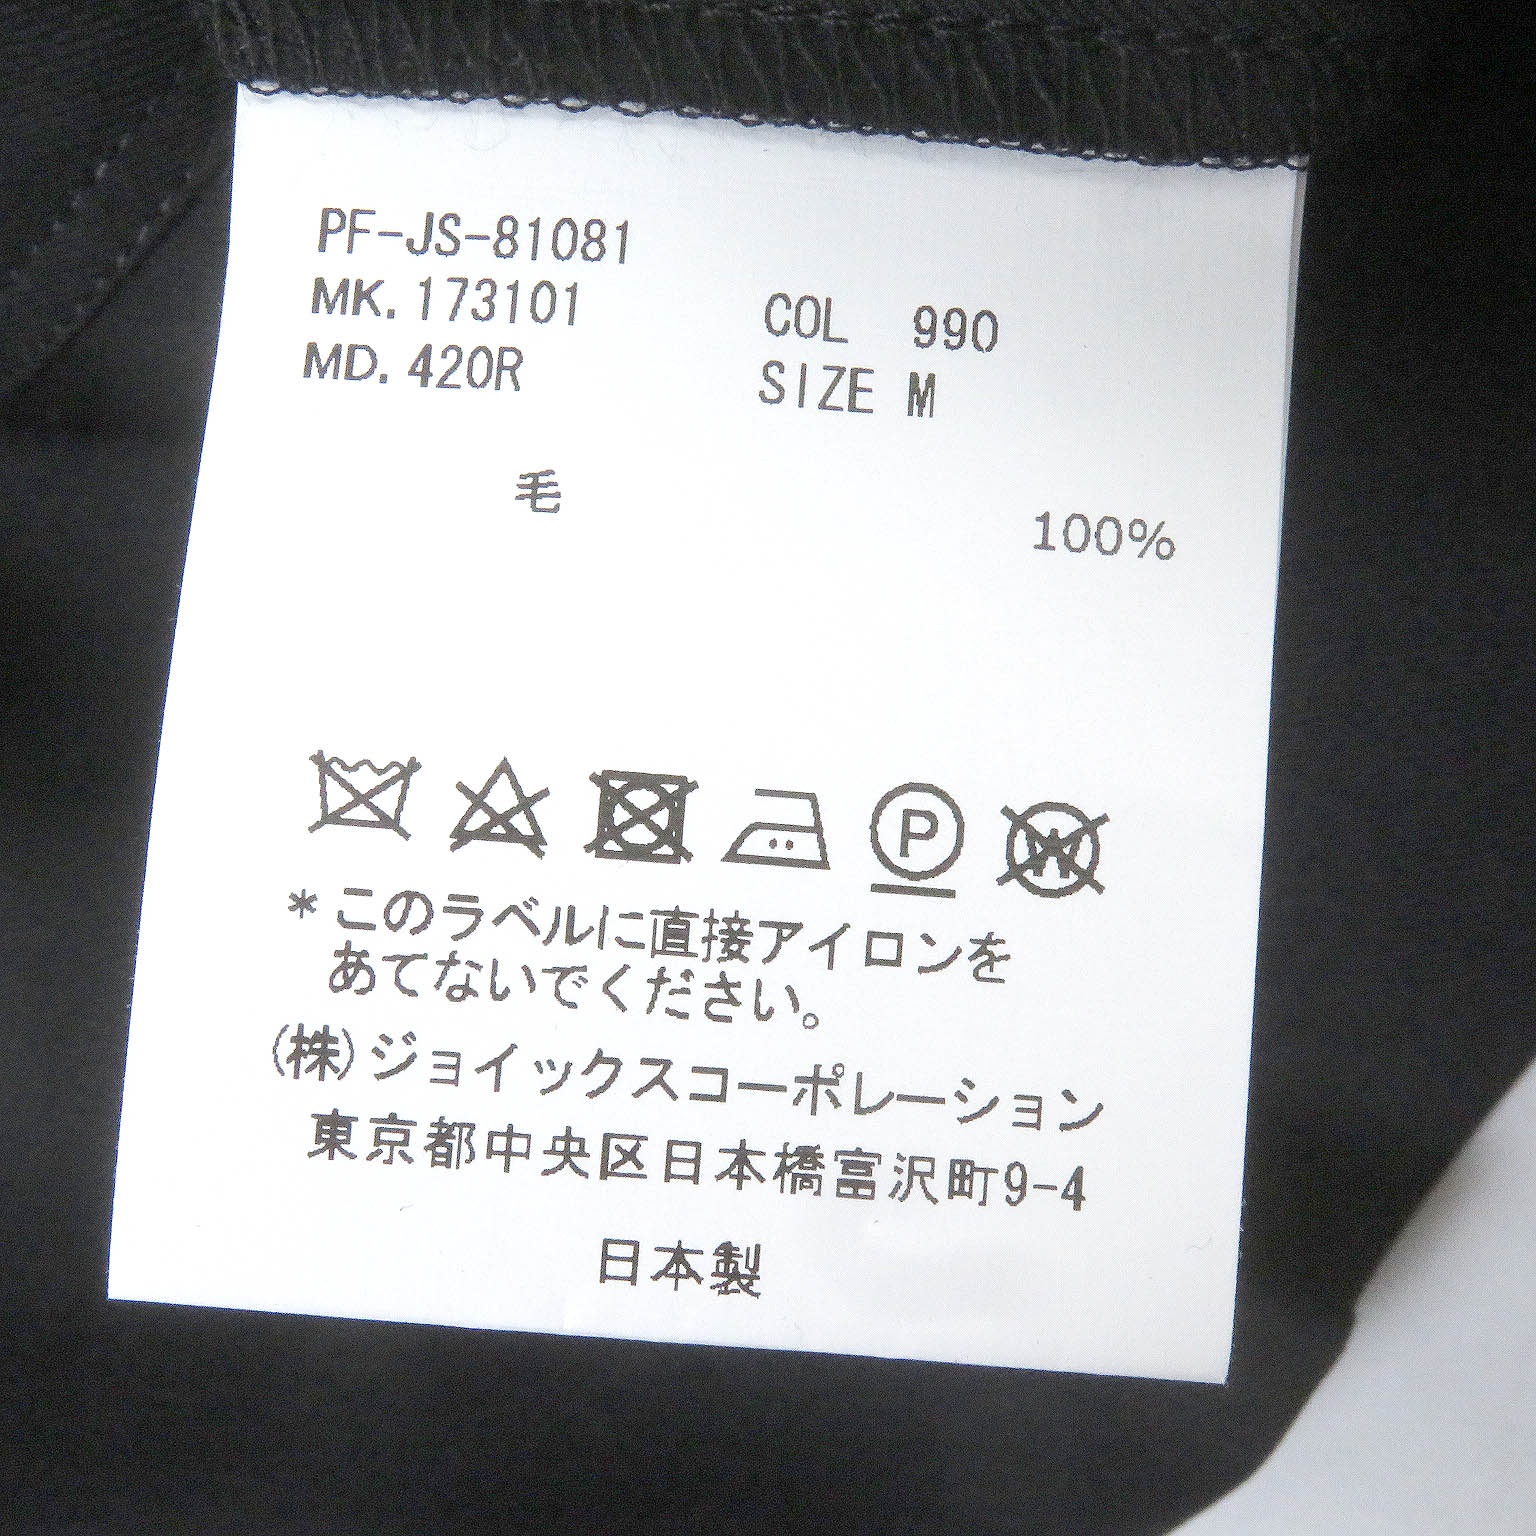 PF-JS-81081
MK. 173101 COL 990
MD. 420R SIZE M
毛 100%
P W
*このラベルに直接アイロンを
あてないでください。
(株)ジョイックスコーポレーション
東京都中央区日本橋富沢町9-4
日本製